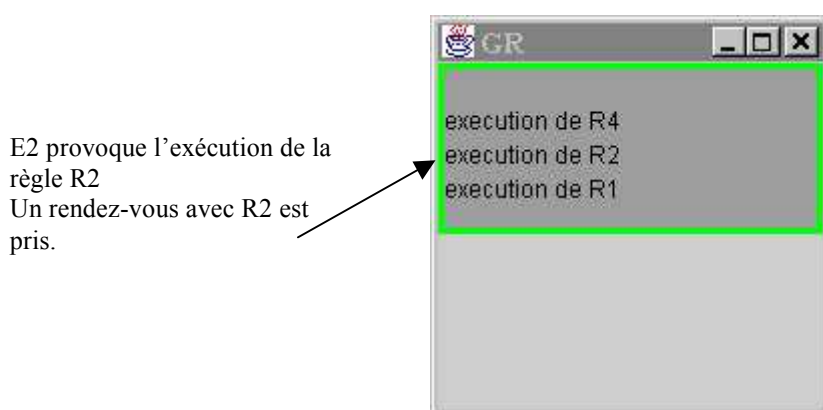 GR
execution de R4
execution de R2
execution de R1
E2 provoque l'exécution de la
règle R2
Un rendez-vous avec R2 est
pris.